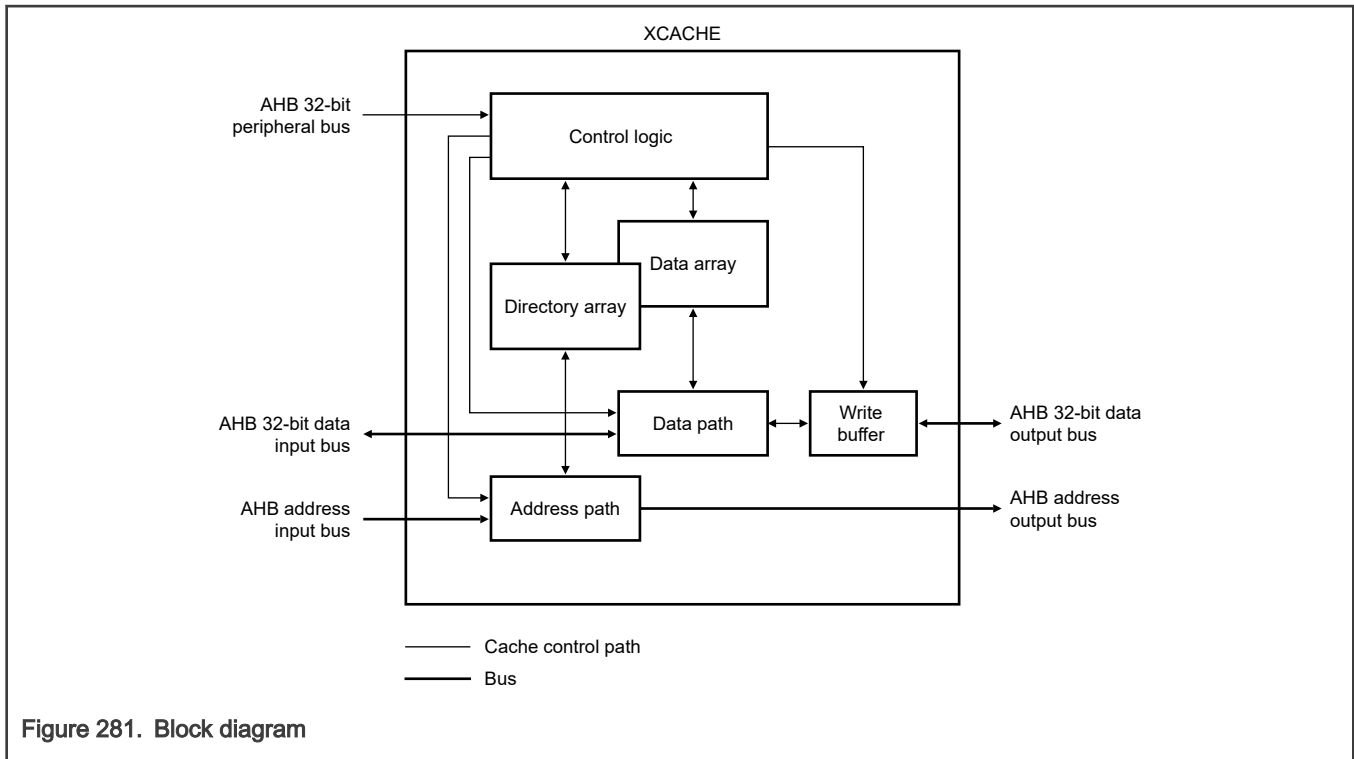 XCACHE
AHB 32-bit
peripheral bus
Control logic
Data array
Directory array
AHB 32-bit data
input bus
Data path
Write
buffer
AHB 32-bit data
output bus
AHB address
input bus
Address path
AHB address
output bus
Cache control path
Bus
Figure 281. Block diagram